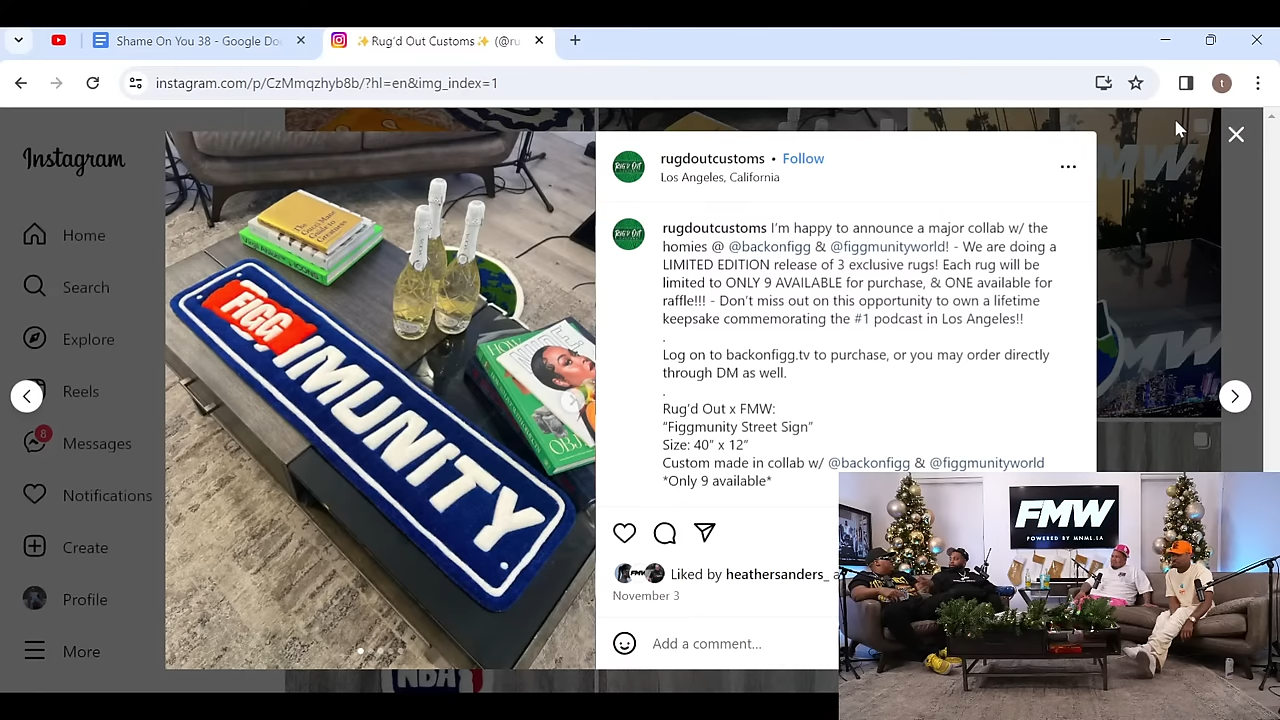 Shame On You 38 - Google Do
✨Rug'd Out Customs✨ (@ru
instagram.com/p/CzMmqzhyb8b/?hl=en&img_index=1
t
Instagram
Home
Search
Explore
Reels
8
Messages
Notifications
Create
Profile
More
FIGG
IMUNITY
rugdoutcustoms • Follow
Los Angeles, California
rugdoutcustoms I'm happy to announce a major collab w/ the
homies @ @backonfigg & @figgmunityworld! - We are doing a
LIMITED EDITION release of 3 exclusive rugs! Each rug will be
limited to ONLY 9 AVAILABLE for purchase, & ONE available for
raffle!!! - Don't miss out on this opportunity to own a lifetime
keepsake commemorating the #1 podcast in Los Angeles!!
.
Log on to backonfigg.tv to purchase, or you may order directly
through DM as well.
.
Rug'd Out x FMW:
“Figgmunity Street Sign”
Size: 40” x 12”
Custom made in collab w/ @backonfigg & @figgmunityworld
*Only 9 available*
Liked by heathersanders_ a
November 3
Add a comment...
FMW
POWERED BY MNML.LA
MW
MW
NBA